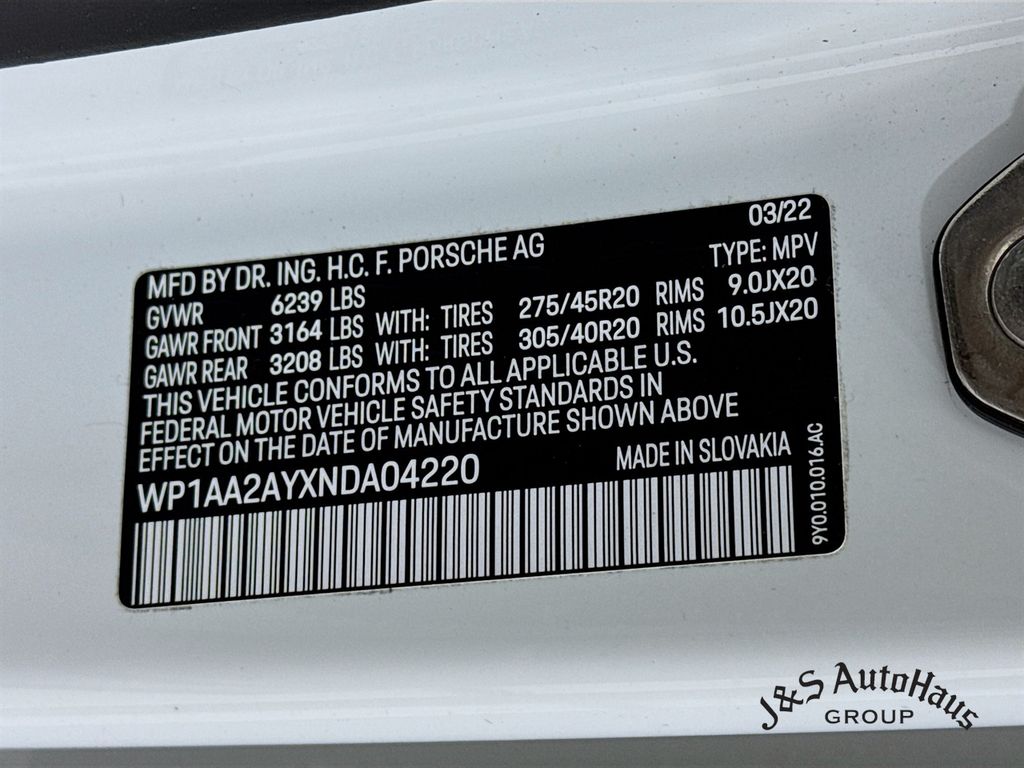 03/22
MFD BY DR. ING. H.C. F. PORSCHE AG TYPE: MPV
GVWR 6239 LBS
GAWR FRONT 3164 LBS WITH: TIRES 275/45R20 RIMS 9.0JX20
GAWR REAR 3208 LBS WITH: TIRES 305/40R20 RIMS 10.5JX20
THIS VEHICLE CONFORMS TO ALL APPLICABLE U.S.
FEDERAL MOTOR VEHICLE SAFETY STANDARDS IN
EFFECT ON THE DATE OF MANUFACTURE SHOWN ABOVE
WP1AA2AYXNDA04220 MADE IN SLOVAKIA
9Y0.010.016.AC
J&S AutoHaus
GROUP